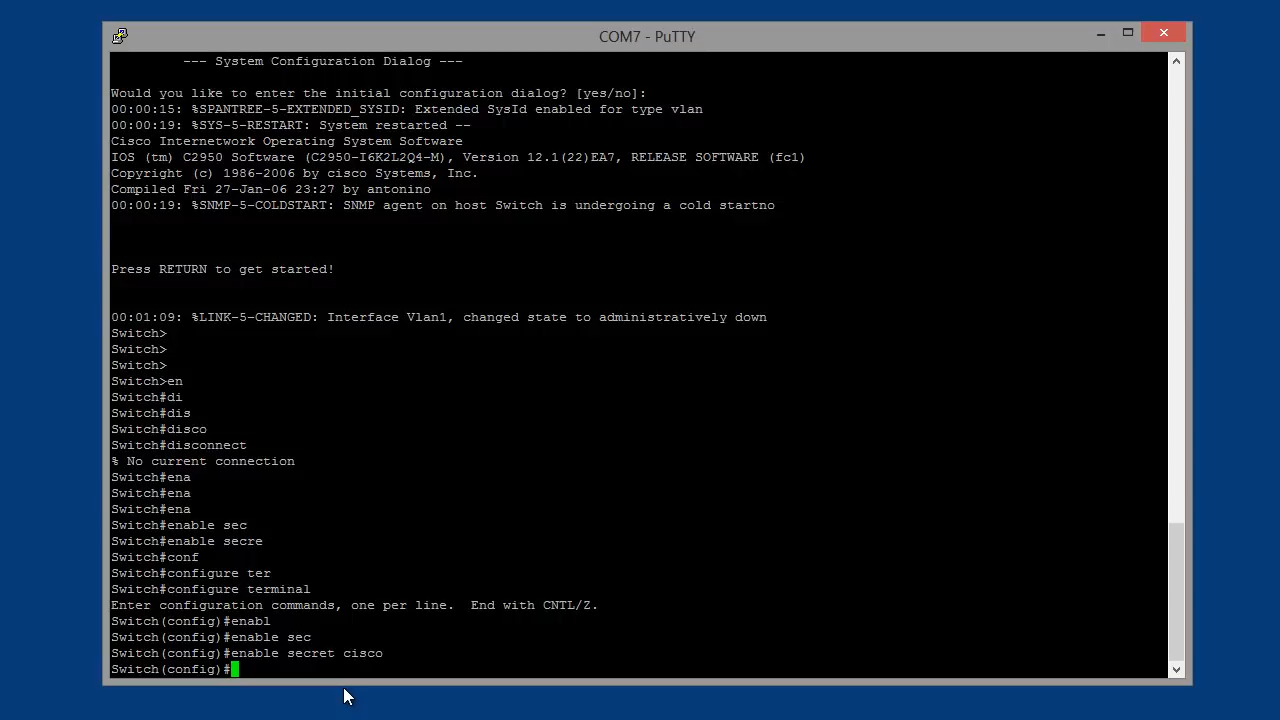 COM7 - PuTTY
--- System Configuration Dialog ---
Would you like to enter the initial configuration dialog? [yes/no]:
00:00:15: %SPANTREE-5-EXTENDED_SYSID: Extended SysId enabled for type vlan
00:00:19: %SYS-5-RESTART: System restarted --
Cisco Internetwork Operating System Software
IOS (tm) C2950 Software (C2950-I6K2L2Q4-M), Version 12.1(22)EA7, RELEASE SOFTWARE (fc1)
Copyright (c) 1986-2006 by cisco Systems, Inc.
Compiled Fri 27-Jan-06 23:27 by antonino
00:00:19: %SNMP-5-COLDSTART: SNMP agent on host Switch is undergoing a cold startno
Press RETURN to get started!
00:01:09: %LINK-5-CHANGED: Interface Vlan1, changed state to administratively down
Switch>
Switch>
Switch>
Switch>en
Switch#di
Switch#dis
Switch#disco
Switch#disconnect
% No current connection
Switch#ena
Switch#ena
Switch#ena
Switch#enable sec
Switch#enable secre
Switch#conf
Switch#configure ter
Switch#configure terminal
Enter configuration commands, one per line.  End with CNTL/Z.
Switch(config)#enabl
Switch(config)#enable sec
Switch(config)#enable secret cisco
Switch(config)#